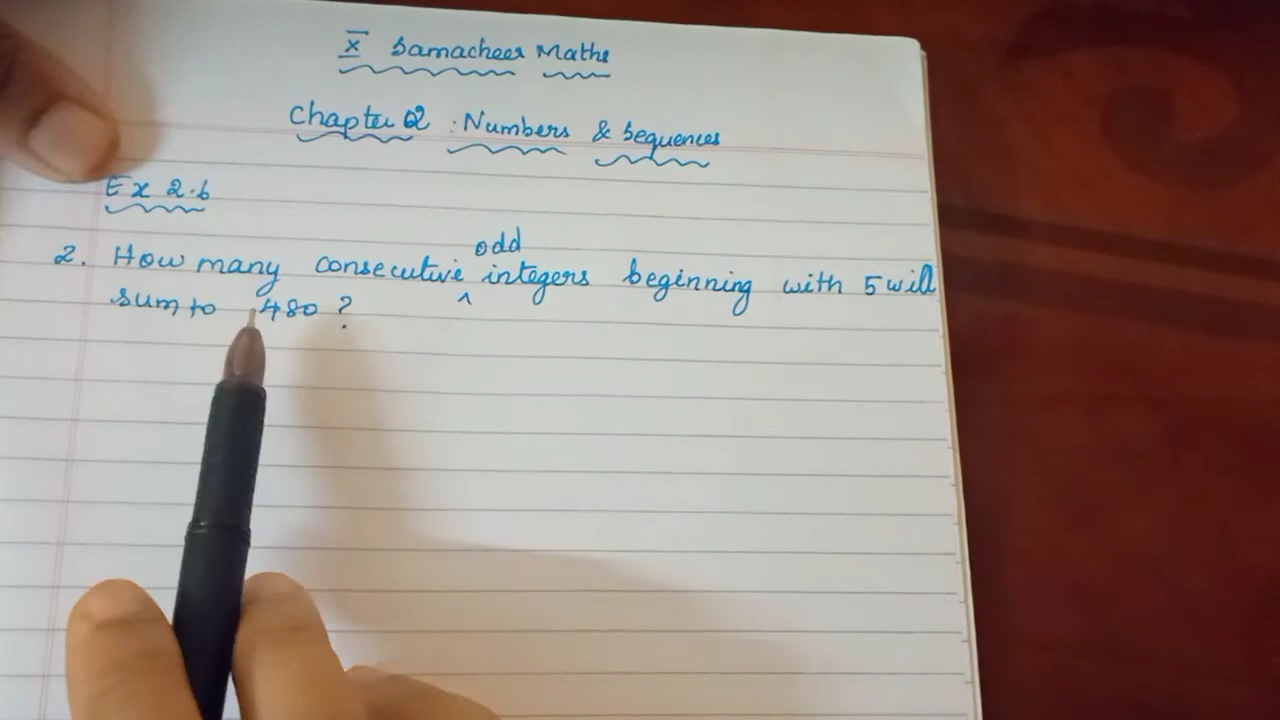 X Samacheer Maths
Chapter 02 : Numbers & Sequences
Ex 2.6
2. How many consecutive ^ odd integers beginning with 5 will
sum to 480 ?